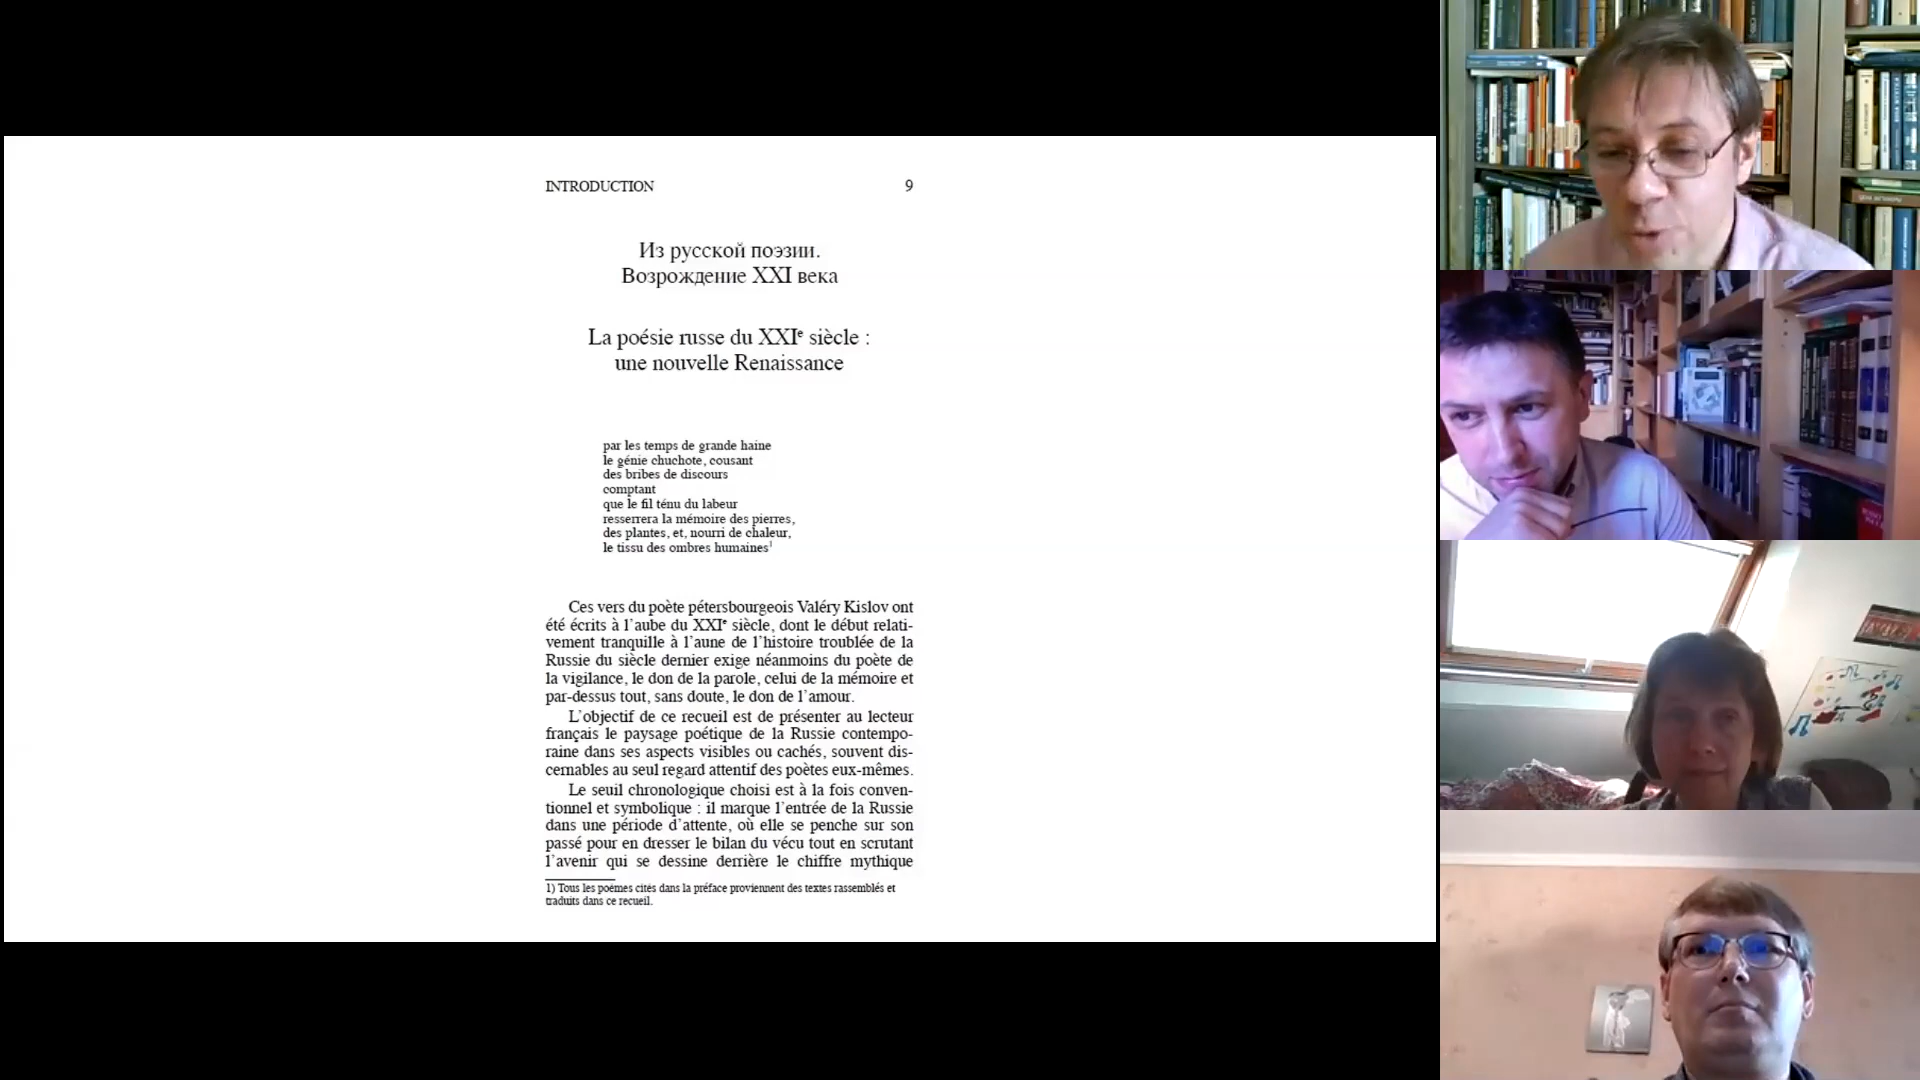 INTRODUCTION 9
Из русской поэзии.
Возрождение XXI века
La poésie russe du XXIe siècle :
une nouvelle Renaissance
par les temps de grande haine
le génie chuchote, cousant
des bribes de discours
comptant
que le fil ténu du labeur
resserrera la mémoire des pierres,
des plantes, et, nourri de chaleur,
le tissu des ombres humaines1
Ces vers du poète pétersbourgeois Valéry Kislov ont
été écrits à l'aube du XXIe siècle, dont le début relati-
vement tranquille à l'aune de l'histoire troublée de la
Russie du siècle dernier exige néanmoins du poète de
la vigilance, le don de la parole, celui de la mémoire et
par-dessus tout, sans doute, le don de l'amour.
L'objectif de ce recueil est de présenter au lecteur
français le paysage poétique de la Russie contempo-
raine dans ses aspects visibles ou cachés, souvent dis-
cernables au seul regard attentif des poètes eux-mêmes.
Le seuil chronologique choisi est à la fois conven-
tionnel et symbolique : il marque l'entrée de la Russie
dans une période d'attente, où elle se penche sur son
passé pour en dresser le bilan du vécu tout en scrutant
l'avenir qui se dessine derrière le chiffre mythique
1) Tous les poèmes cités dans la préface proviennent des textes rassemblés et
traduits dans ce recueil.